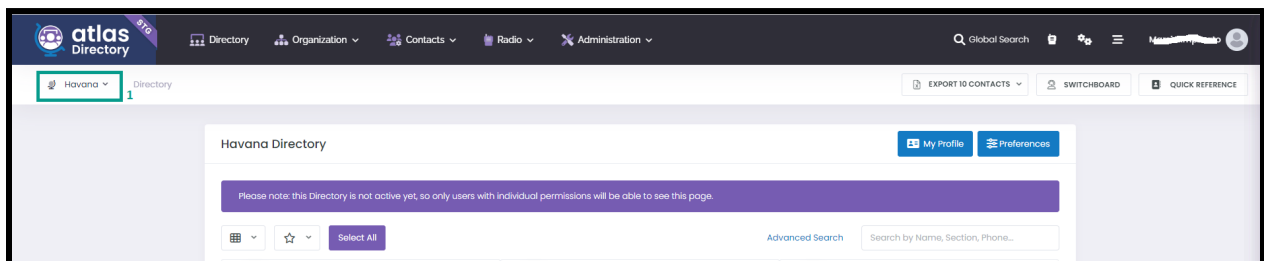 atlas
Directory
STG
Directory Organization Contacts Radio Administration Global Search
Havana Directory EXPORT 10 CONTACTS SWITCHBOARD QUICK REFERENCE
1
Havana Directory My Profile Preferences
Please note: this Directory is not active yet, so only users with individual permissions will be able to see this page.
Select All Advanced Search Search by Name, Section, Phone...